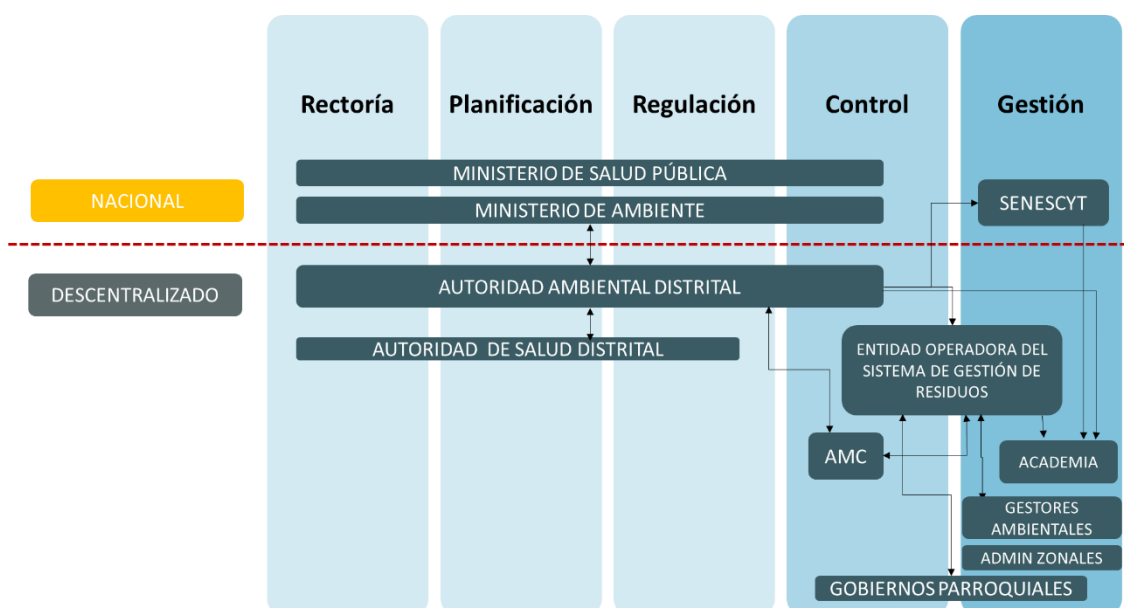 Rectoría
Planificación
Regulación
Control
Gestión
MINISTERIO DE SALUD PÚBLICA
NACIONAL
MINISTERIO DE AMBIENTE
SENESCYT
DESCENTRALIZADO
AUTORIDAD AMBIENTAL DISTRITAL
AUTORIDAD DE SALUD DISTRITAL
ENTIDAD OPERADORA DEL
SISTEMA DE GESTIÓN DE
RESIDUOS
AMC
ACADEMIA
GESTORES
AMBIENTALES
ADMIN ZONALES
GOBIERNOS PARROQUIALES